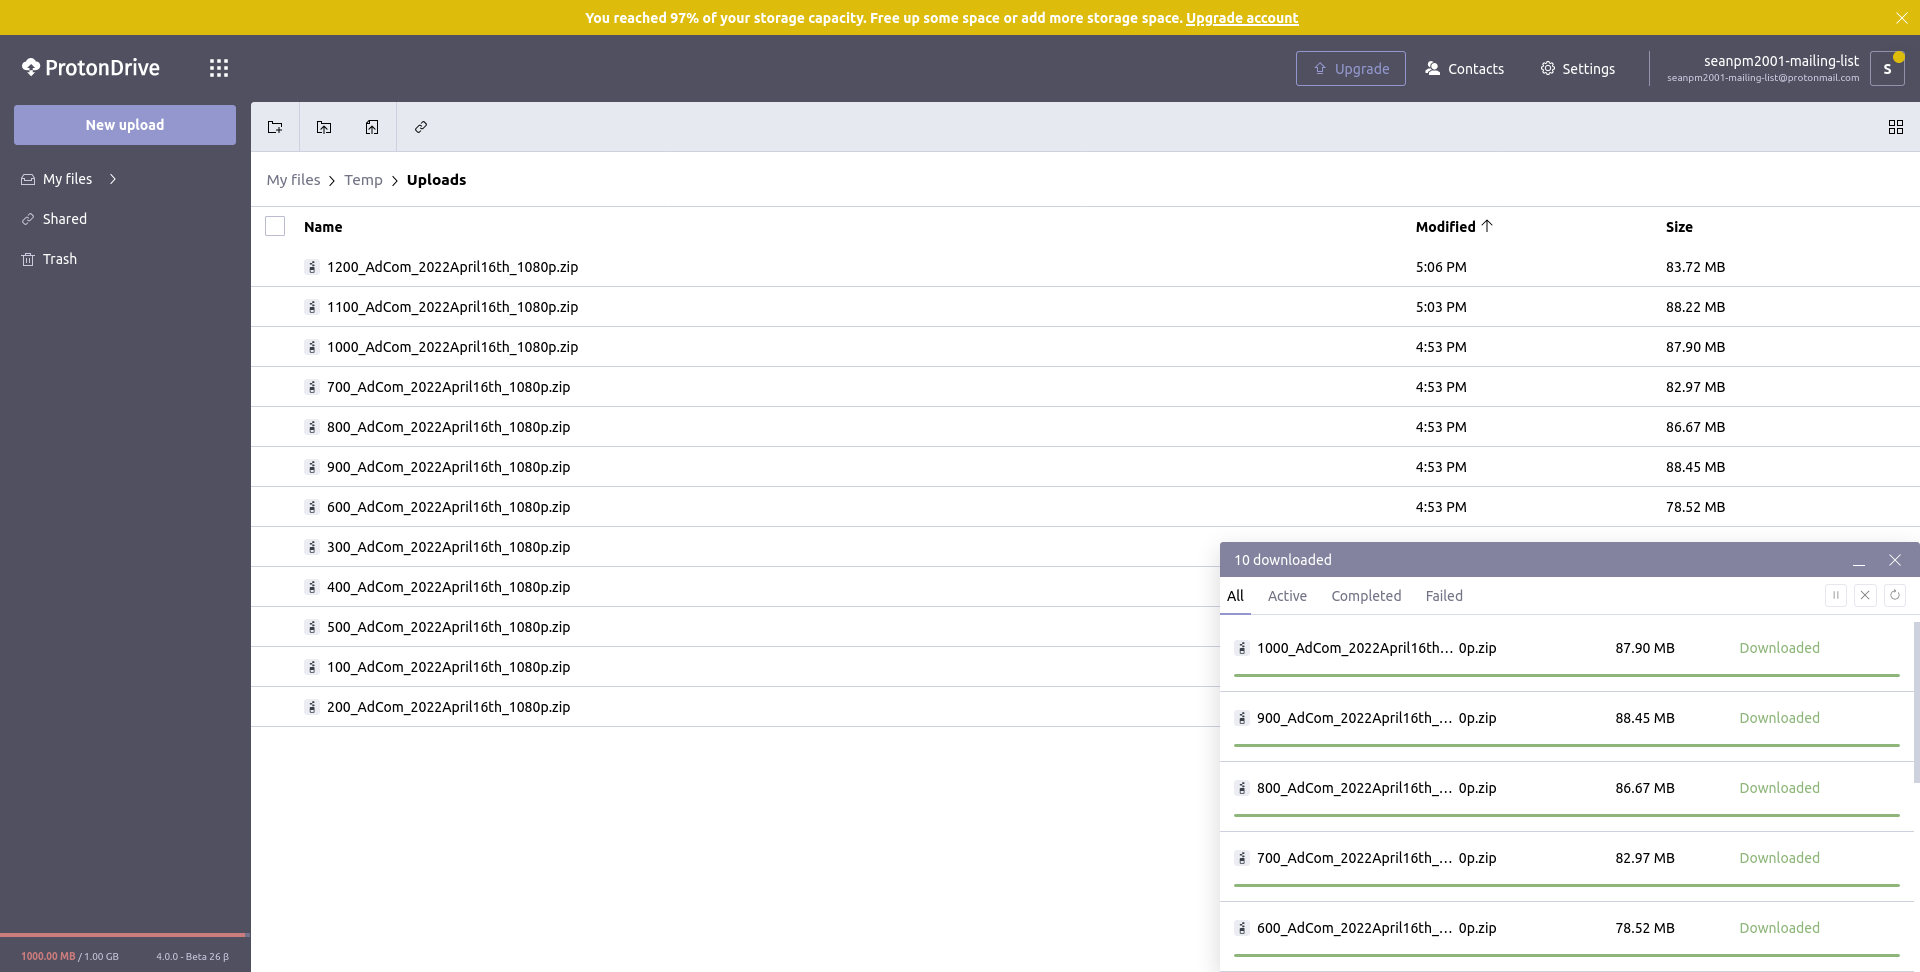 You reached 97% of your storage capacity. Free up some space or add more storage space. Upgrade account
ProtonDrive
Upgrade
Contacts
Settings
seanpm2001-mailing-list
seanpm2001-mailing-list@protonmail.com
S
New upload
My files
Shared
Trash
My files > Temp > Uploads
Name Modified Size
1200_AdCom_2022April16th_1080p.zip 5:06 PM 83.72 MB
1100_AdCom_2022April16th_1080p.zip 5:03 PM 88.22 MB
1000_AdCom_2022April16th_1080p.zip 4:53 PM 87.90 MB
700_AdCom_2022April16th_1080p.zip 4:53 PM 82.97 MB
800_AdCom_2022April16th_1080p.zip 4:53 PM 86.67 MB
900_AdCom_2022April16th_1080p.zip 4:53 PM 88.45 MB
600_AdCom_2022April16th_1080p.zip 4:53 PM 78.52 MB
300_AdCom_2022April16th_1080p.zip
400_AdCom_2022April16th_1080p.zip
500_AdCom_2022April16th_1080p.zip
100_AdCom_2022April16th_1080p.zip
200_AdCom_2022April16th_1080p.zip
10 downloaded
All Active Completed Failed
1000_AdCom_2022April16th… 0p.zip 87.90 MB Downloaded
900_AdCom_2022April16th_… 0p.zip 88.45 MB Downloaded
800_AdCom_2022April16th_… 0p.zip 86.67 MB Downloaded
700_AdCom_2022April16th_… 0p.zip 82.97 MB Downloaded
600_AdCom_2022April16th_… 0p.zip 78.52 MB Downloaded
1000.00 MB / 1.00 GB 4.0.0 - Beta 26 β